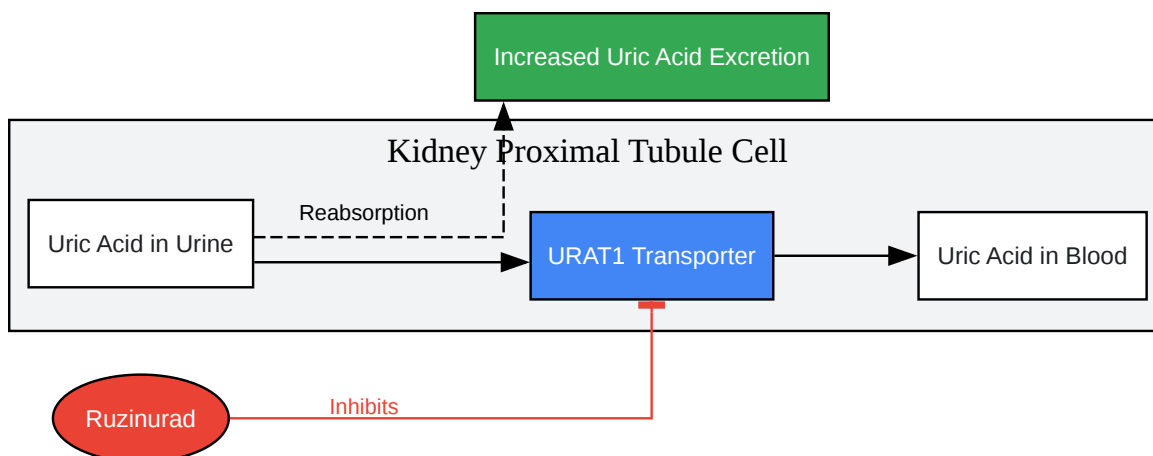 Increased Uric Acid Excretion
Kidney Proximal Tubule Cell
Reabsorption
Uric Acid in Urine
URAT1 Transporter
Uric Acid in Blood
Inhibits
Ruzinurad